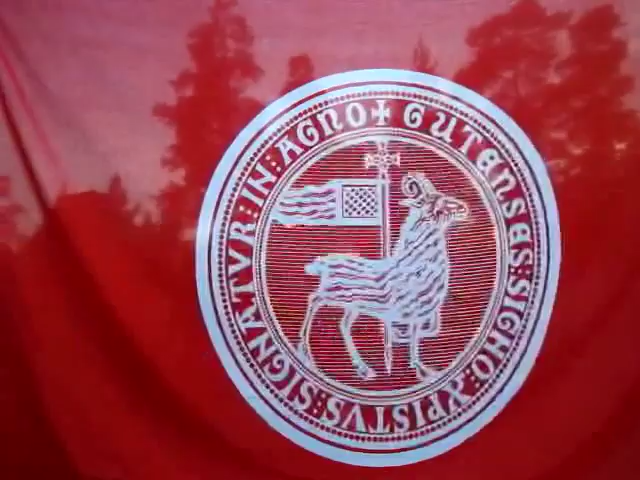 ✠ GUTENSES : SIGNO : XPISTVS : SIGNATVR : IN : AGNO